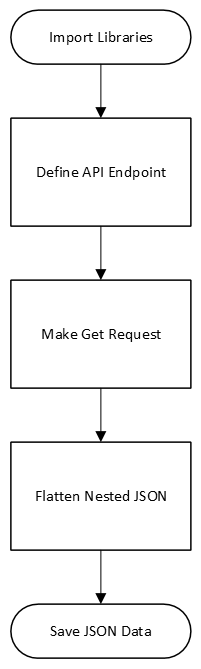 Import Libraries
Define API Endpoint
Make Get Request
Flatten Nested JSON
Save JSON Data